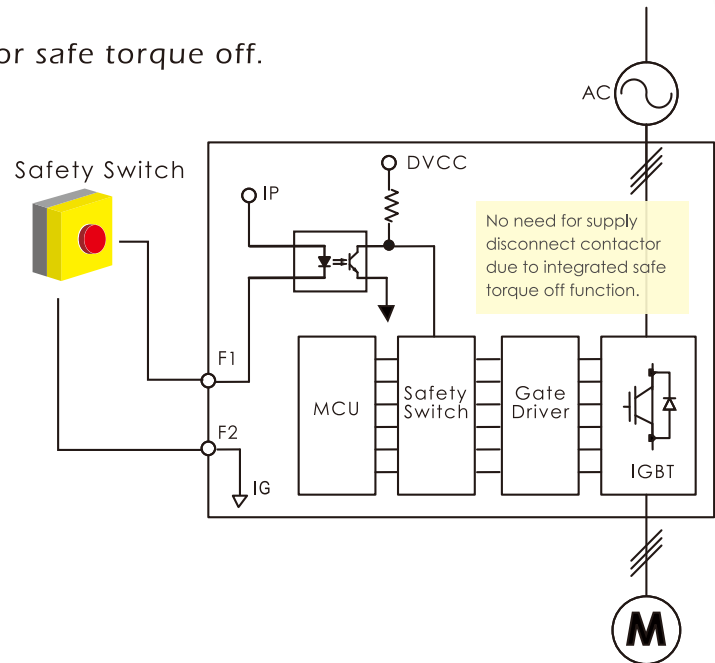 or safe torque off.
AC
Safety Switch
DVCC
IP
No need for supply
disconnect contactor
due to integrated safe
torque off function.
F1
MCU
Safety
Switch
Gate
Driver
IGBT
F2
IG
M